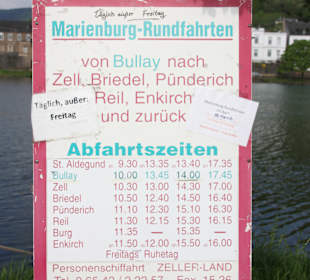 Täglich außer Freitag
Marienburg-Rundfahrten
von Bullay nach
Zell, Briedel, Pünderich
Reil, Enkirch
und zurück
Täglich, außer
Freitag
Abfahrtszeiten
St. Aldegund 9.30 13.35 13.40 17.35
Bullay 10.00 13.45 14.00 17.45
Zell 10.30 13.00 14.30 17.00
Briedel 10.50 12.40 14.50 16.40
Pünderich 11.10 12.30 15.10 16.30
Reil 11.30 12.15 15.30 16.15
Burg 11.35 — 15.35 —
Enkirch 11.50 12.00 15.50 16.00
Freitags Ruhetag
Personenschiffahrt ZELLER-LAND